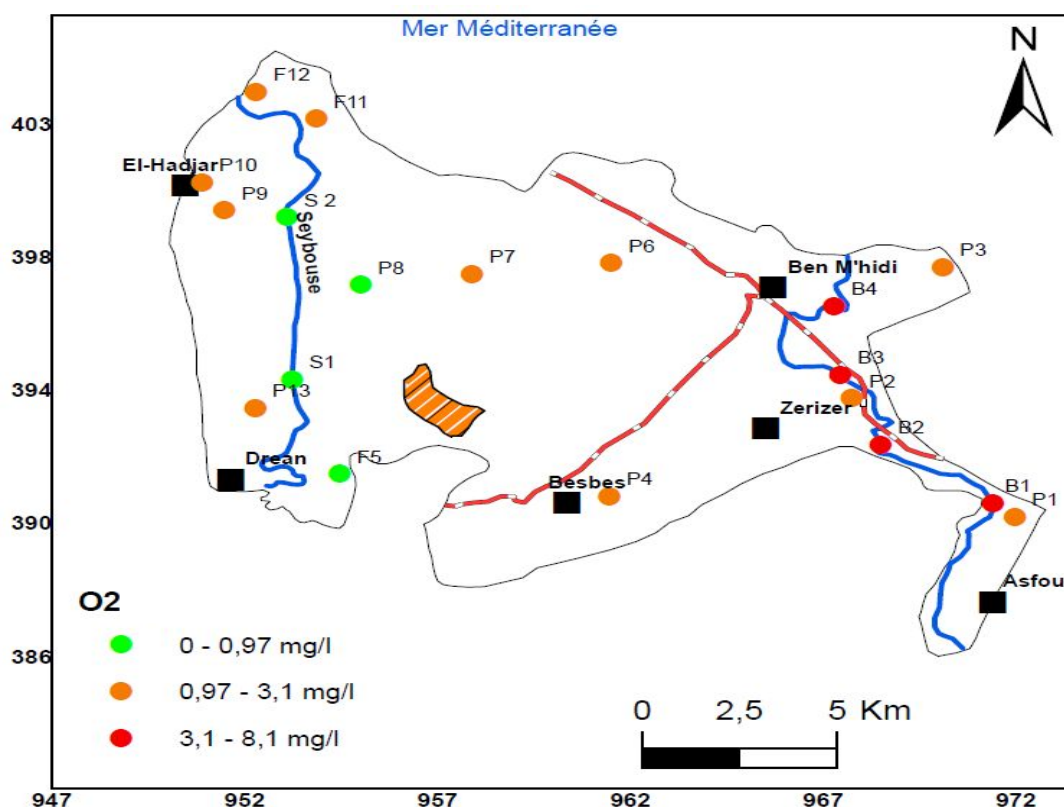 Mer Méditerranée
N
F12
F11
403
El-Hadjar
P10
P9
S 2
Seybouse
398
P8
P7
P6
Ben M'hidi
P3
B4
S1
B3
394
P13
P2
Zerizer
B2
Drean
F5
Besbes
P4
B1
P1
390
Asfou
O2
0 - 0,97 mg/l
386
0,97 - 3,1 mg/l
3,1 - 8,1 mg/l
0 2,5 5 Km
947 952 957 962 967 972